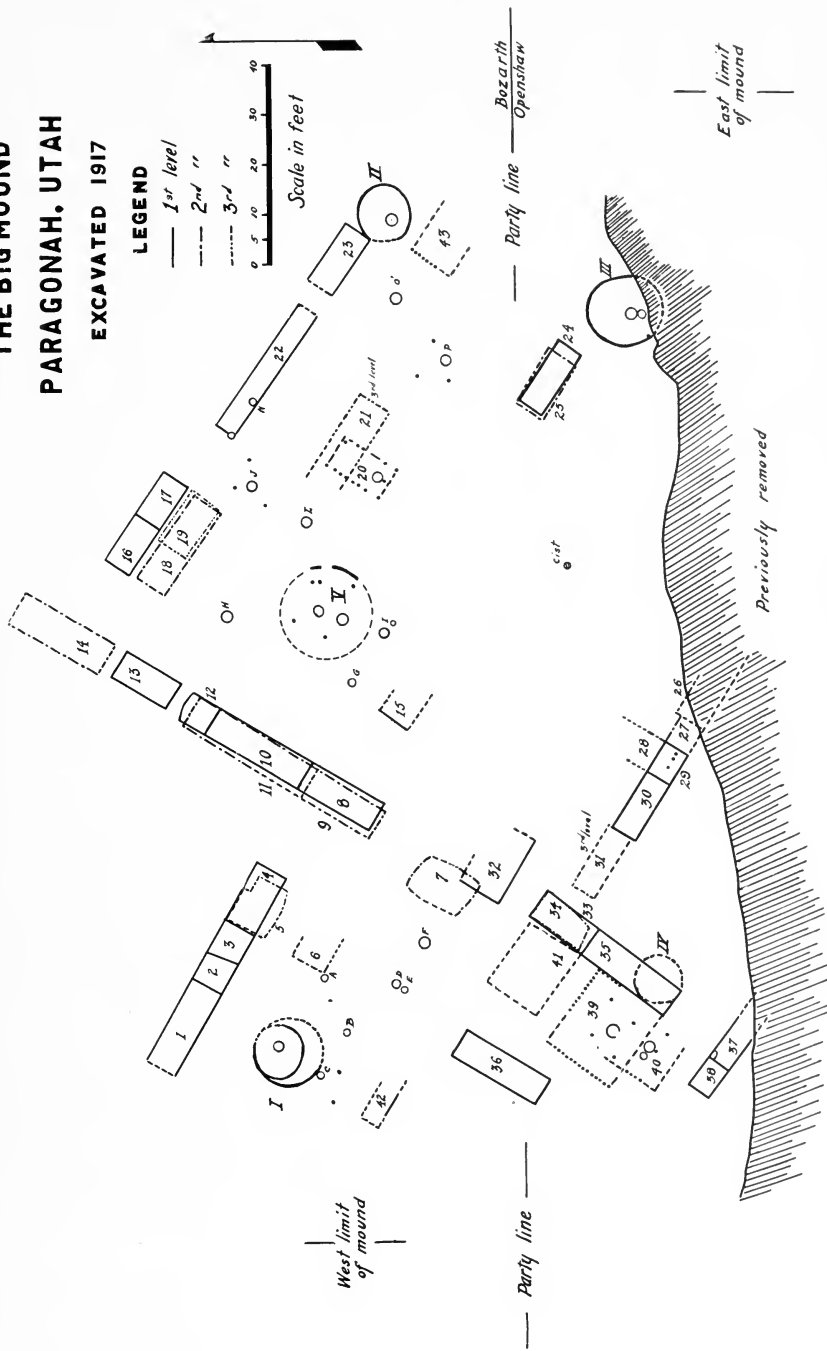 THE BIG MOUND
PARAGONAH, UTAH
EXCAVATED 1917
LEGEND
1st level
2nd "
3rd "
0 5 10 20 30 40
Scale in feet
14
13
12
11
10
9
8
16
17
18
19
H
J
I
V
G
15
22
K
23
II
O'
43
P
3rd level
21
20
1
2
3
4
5
6
A
B
C
I
D
E
F
7
32
42
West limit
of mound
Party line
Party line
Bozarth
Openshaw
East limit
of mound
24
25
III
cist
26
27
28
29
30
3rd level
31
33
34
35
41
IV
39
40
36
38
37
Previously removed